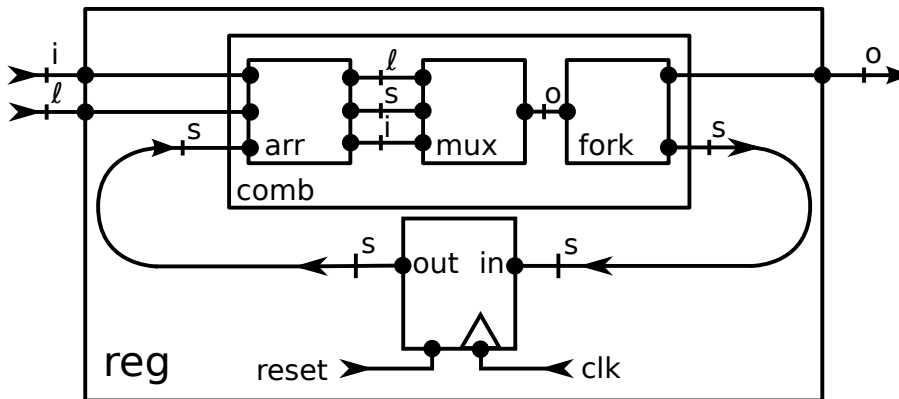 i
o
ℓ
ℓ
s
s
i
o
s
s
arr
mux
fork
comb
s
s
out
in
reg
reset
clk